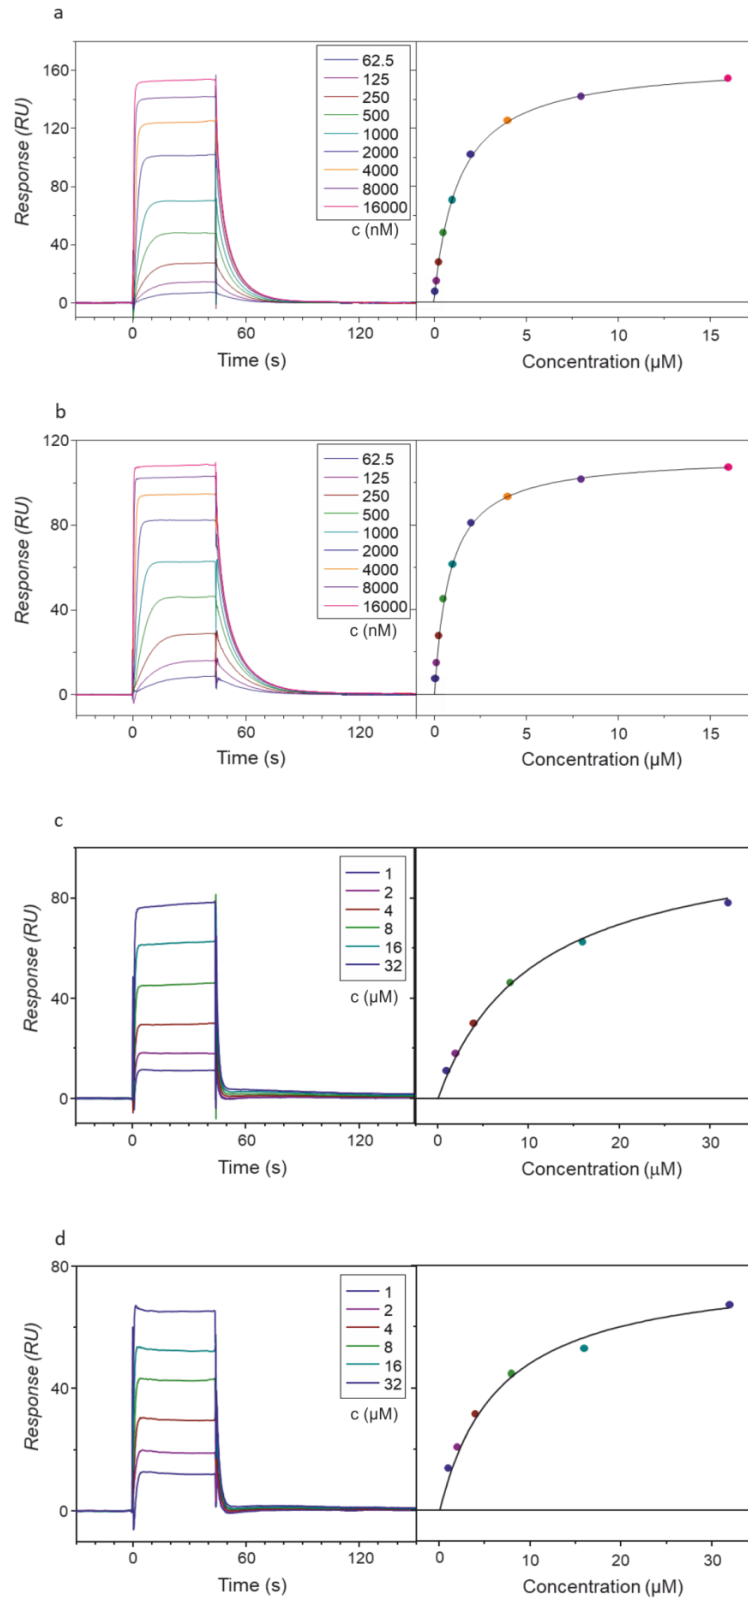 a
Response (RU)
160
120
80
40
0
62.5
125
250
500
1000
2000
4000
8000
16000
c (nM)
0 60 120
0 5 10 15
Time (s)
Concentration (µM)
b
Response (RU)
120
80
40
0
62.5
125
250
500
1000
2000
4000
8000
16000
c (nM)
0 60 120
0 5 10 15
Time (s)
Concentration (µM)
c
Response (RU)
80
40
0
1
2
4
8
16
32
c (µM)
0 60 120
0 10 20 30
Time (s)
Concentration (µM)
d
Response (RU)
80
40
0
1
2
4
8
16
32
c (µM)
0 60 120
0 10 20 30
Time (s)
Concentration (µM)